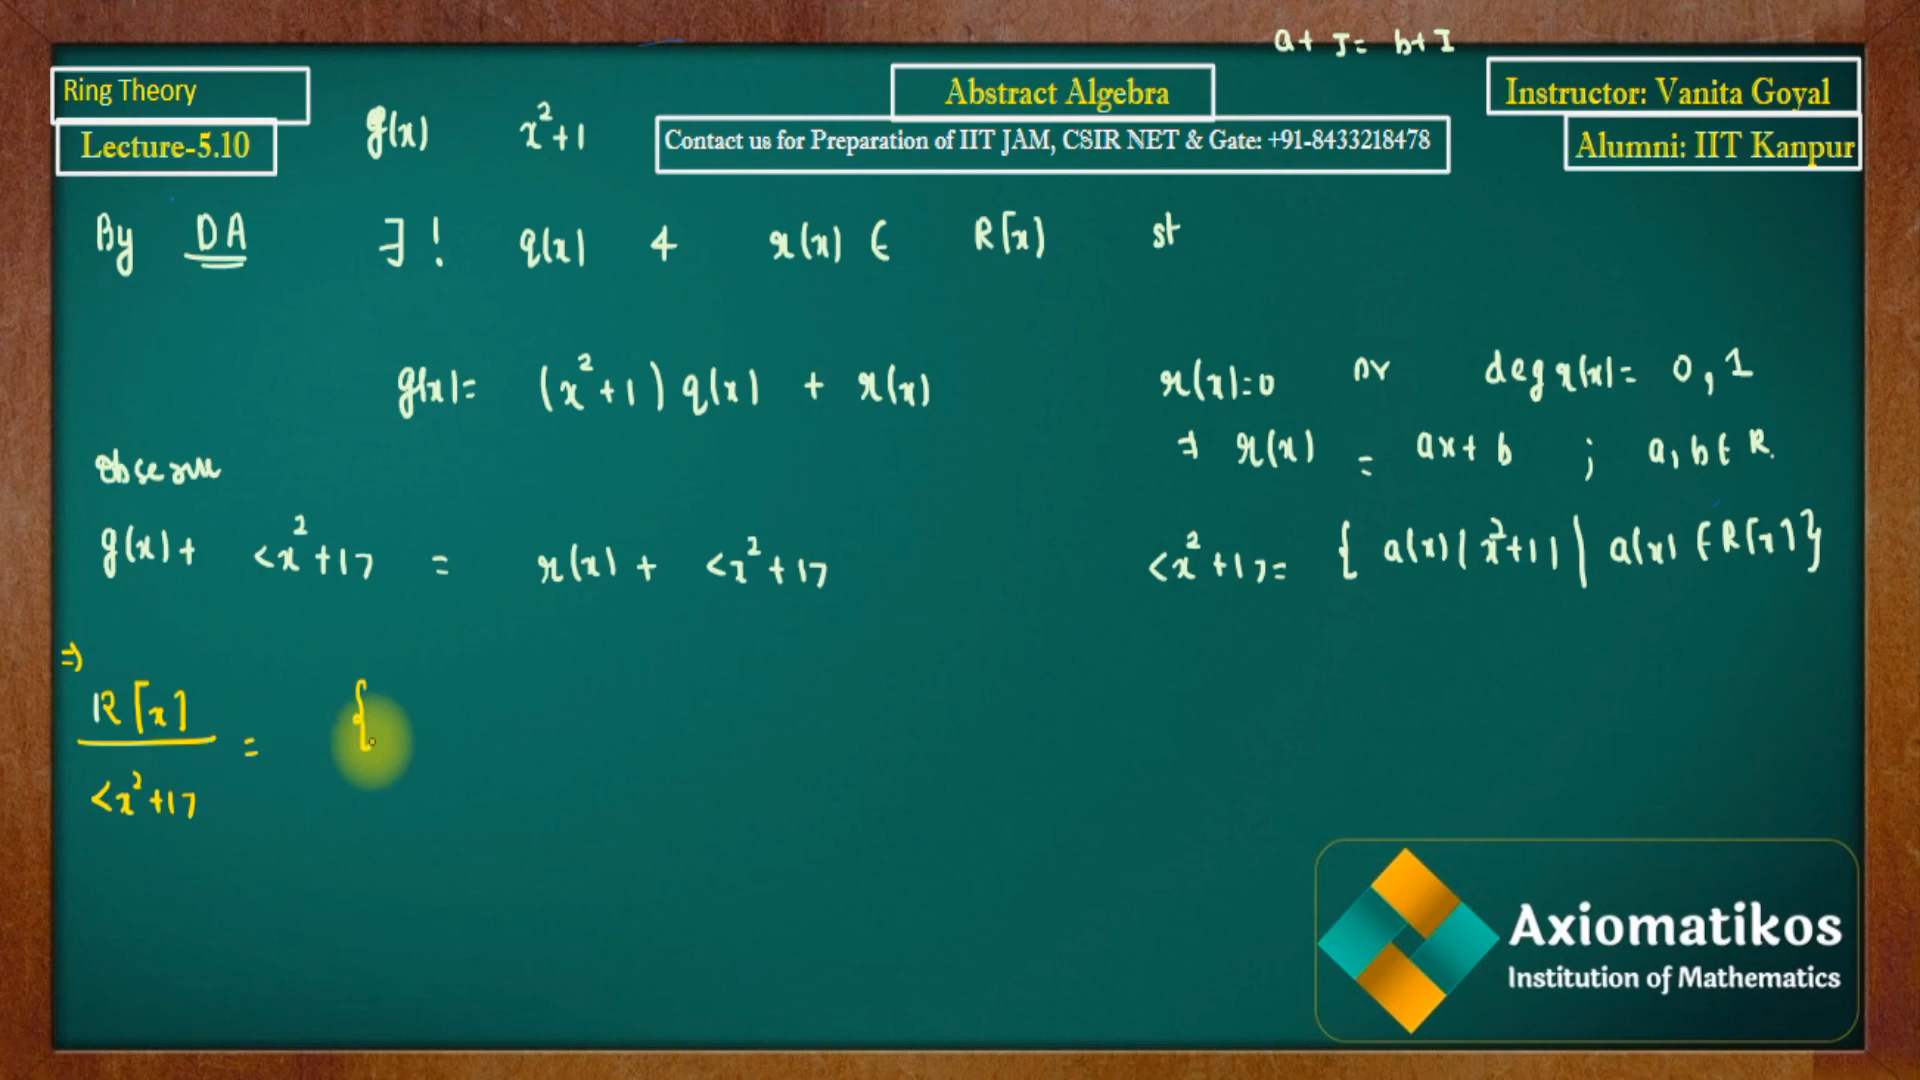 a + I = b + I
Ring Theory
Abstract Algebra
Instructor: Vanita Goyal
Lecture-5.10
g(x) x²+1
Contact us for Preparation of IIT JAM, CSIR NET & Gate: +91-8433218478
Alumni: IIT Kanpur
By DA ∃! q(x) & r(x) ∈ R[x] st
g(x) = (x²+1) q(x) + r(x)
r(x)=0 or deg r(x) = 0, 1
⇒ r(x) = ax + b ; a, b ∈ R.
Observe
g(x) + <x²+1> = r(x) + <x²+1>
<x²+1> = { a(x)(x²+1) | a(x) ∈ R[x] }
⇒
R[x]
<x²+1>
= {
Axiomatikos
Institution of Mathematics